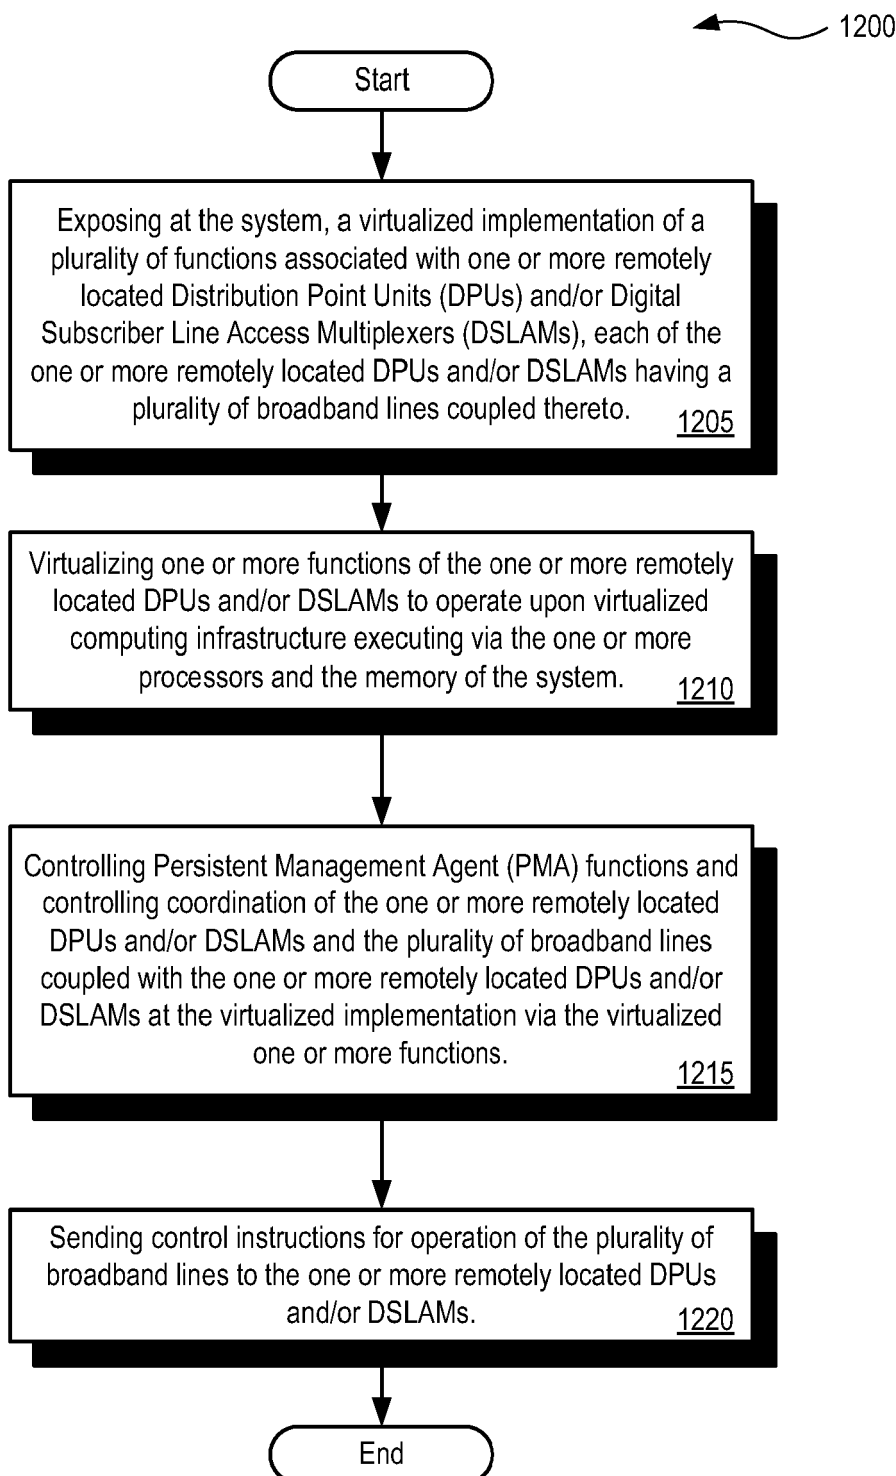 1200
Start
Exposing at the system, a virtualized implementation of a
plurality of functions associated with one or more remotely
located Distribution Point Units (DPUs) and/or Digital
Subscriber Line Access Multiplexers (DSLAMs), each of the
one or more remotely located DPUs and/or DSLAMs having a
plurality of broadband lines coupled thereto.
1205
Virtualizing one or more functions of the one or more remotely
located DPUs and/or DSLAMs to operate upon virtualized
computing infrastructure executing via the one or more
processors and the memory of the system.
1210
Controlling Persistent Management Agent (PMA) functions and
controlling coordination of the one or more remotely located
DPUs and/or DSLAMs and the plurality of broadband lines
coupled with the one or more remotely located DPUs and/or
DSLAMs at the virtualized implementation via the virtualized
one or more functions.
1215
Sending control instructions for operation of the plurality of
broadband lines to the one or more remotely located DPUs
and/or DSLAMs.
1220
End